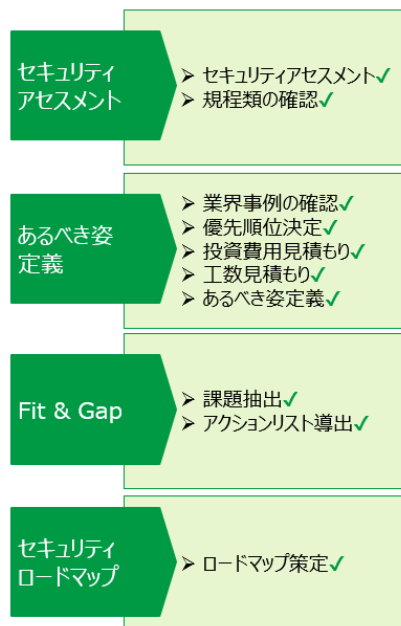 セキュリティ
アセスメント
➢ セキュリティアセスメント✓
➢ 規程類の確認✓
あるべき姿
定義
➢ 業界事例の確認✓
➢ 優先順位決定✓
➢ 投資費用見積もり✓
➢ 工数見積もり✓
➢ あるべき姿定義✓
Fit & Gap
➢ 課題抽出✓
➢ アクションリスト導出✓
セキュリティ
ロードマップ
➢ ロードマップ策定✓